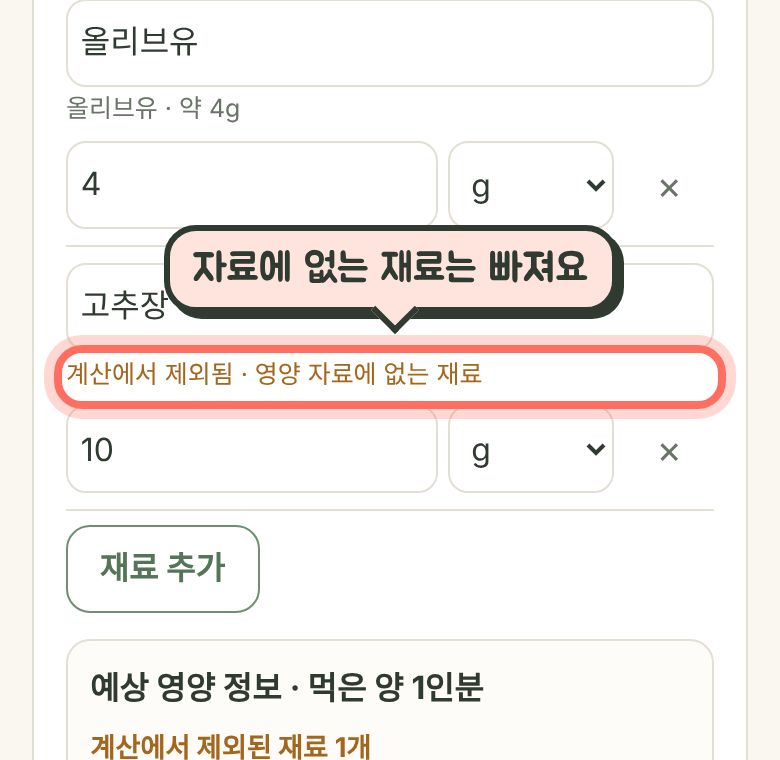 올리브유
올리브유 · 약 4g
4
g
×
자료에 없는 재료는 빠져요
고추장
계산에서 제외됨 · 영양 자료에 없는 재료
10
g
×
재료 추가
예상 영양 정보 · 먹은 양 1인분
계산에서 제외된 재료 1개